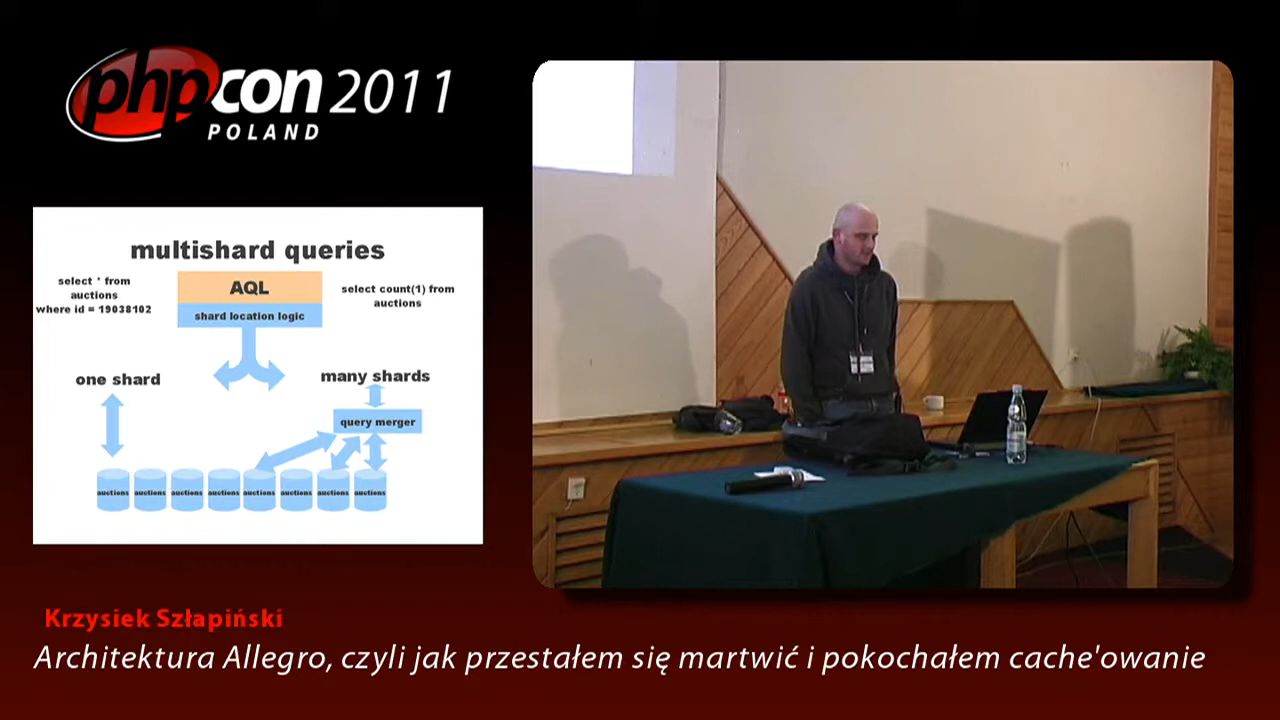 phpcon 2011
POLAND
multishard queries
select * from
auctions
where id = 19038102
AQL
shard location logic
select count(1) from
auctions
one shard
many shards
query merger
auctions auctions auctions auctions auctions auctions auctions auctions
Krzysiek Szłapiński
Architektura Allegro, czyli jak przestałem się martwić i pokochałem cache'owanie